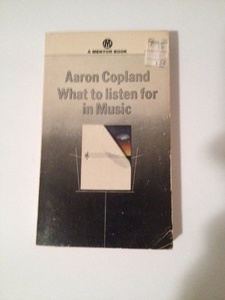 A MENTOR BOOK
Aaron Copland
What to listen for
in Music